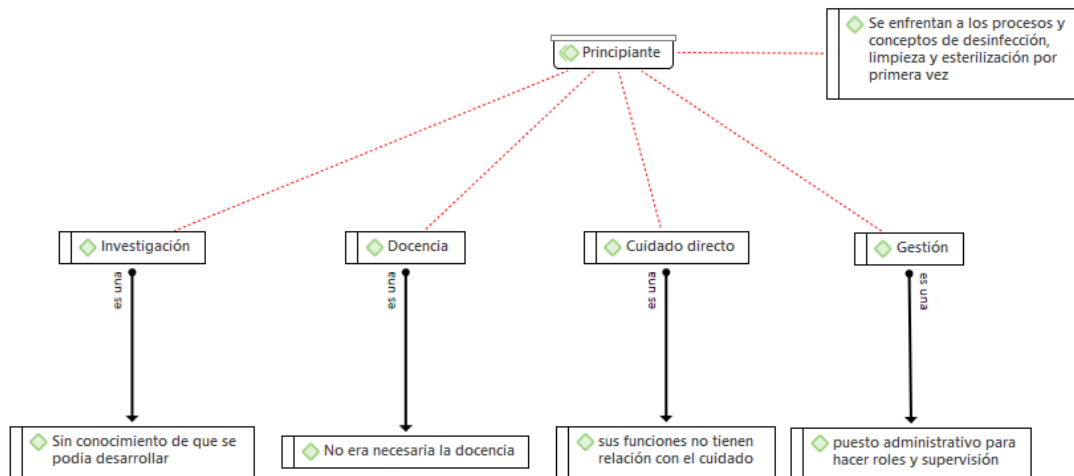 Principiante
Se enfrentan a los procesos y
conceptos de desinfección,
limpieza y esterilización por
primera vez
Investigación
Docencia
Cuidado directo
Gestión
es una
es una
es una
es una
Sin conocimiento de que se
podia desarrollar
No era necesaria la docencia
sus funciones no tienen
relación con el cuidado
puesto administrativo para
hacer roles y supervisión